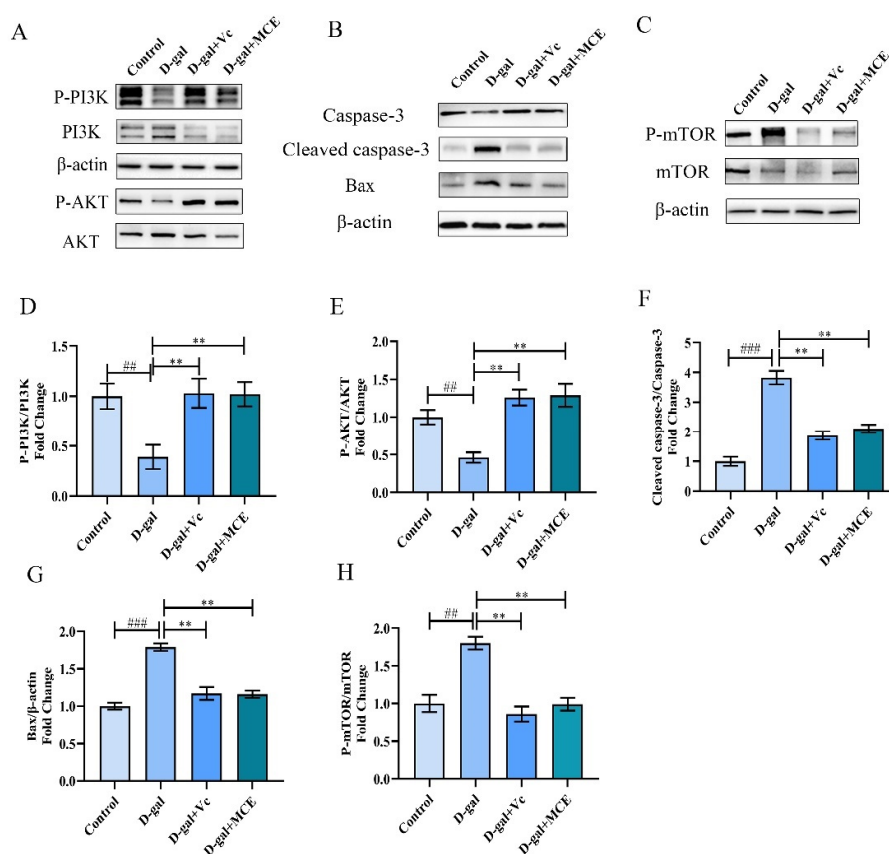 A
Control
D-gal
D-gal+Vc
D-gal+MCE
P-PI3K
PI3K
β-actin
P-AKT
AKT
B
Control
D-gal
D-gal+Vc
D-gal+MCE
Caspase-3
Cleaved caspase-3
Bax
β-actin
C
Control
D-gal
D-gal+Vc
D-gal+MCE
P-mTOR
mTOR
β-actin
D
P-PI3K/PI3K
Fold Change
1.5
1.0
0.5
0.0
##
**
**
Control
D-gal
D-gal+Vc
D-gal+MCE
E
P-AKT/AKT
Fold Change
2.0
1.5
1.0
0.5
0.0
##
**
**
Control
D-gal
D-gal+Vc
D-gal+MCE
F
Cleaved caspase-3/Caspase-3
Fold Change
5
4
3
2
1
0
###
**
**
Control
D-gal
D-gal+Vc
D-gal+MCE
G
Bax/β-actin
Fold Change
2.0
1.5
1.0
0.5
0.0
###
**
**
Control
D-gal
D-gal+Vc
D-gal+MCE
H
P-mTOR/mTOR
Fold Change
2.0
1.5
1.0
0.5
0.0
##
**
**
Control
D-gal
D-gal+Vc
D-gal+MCE